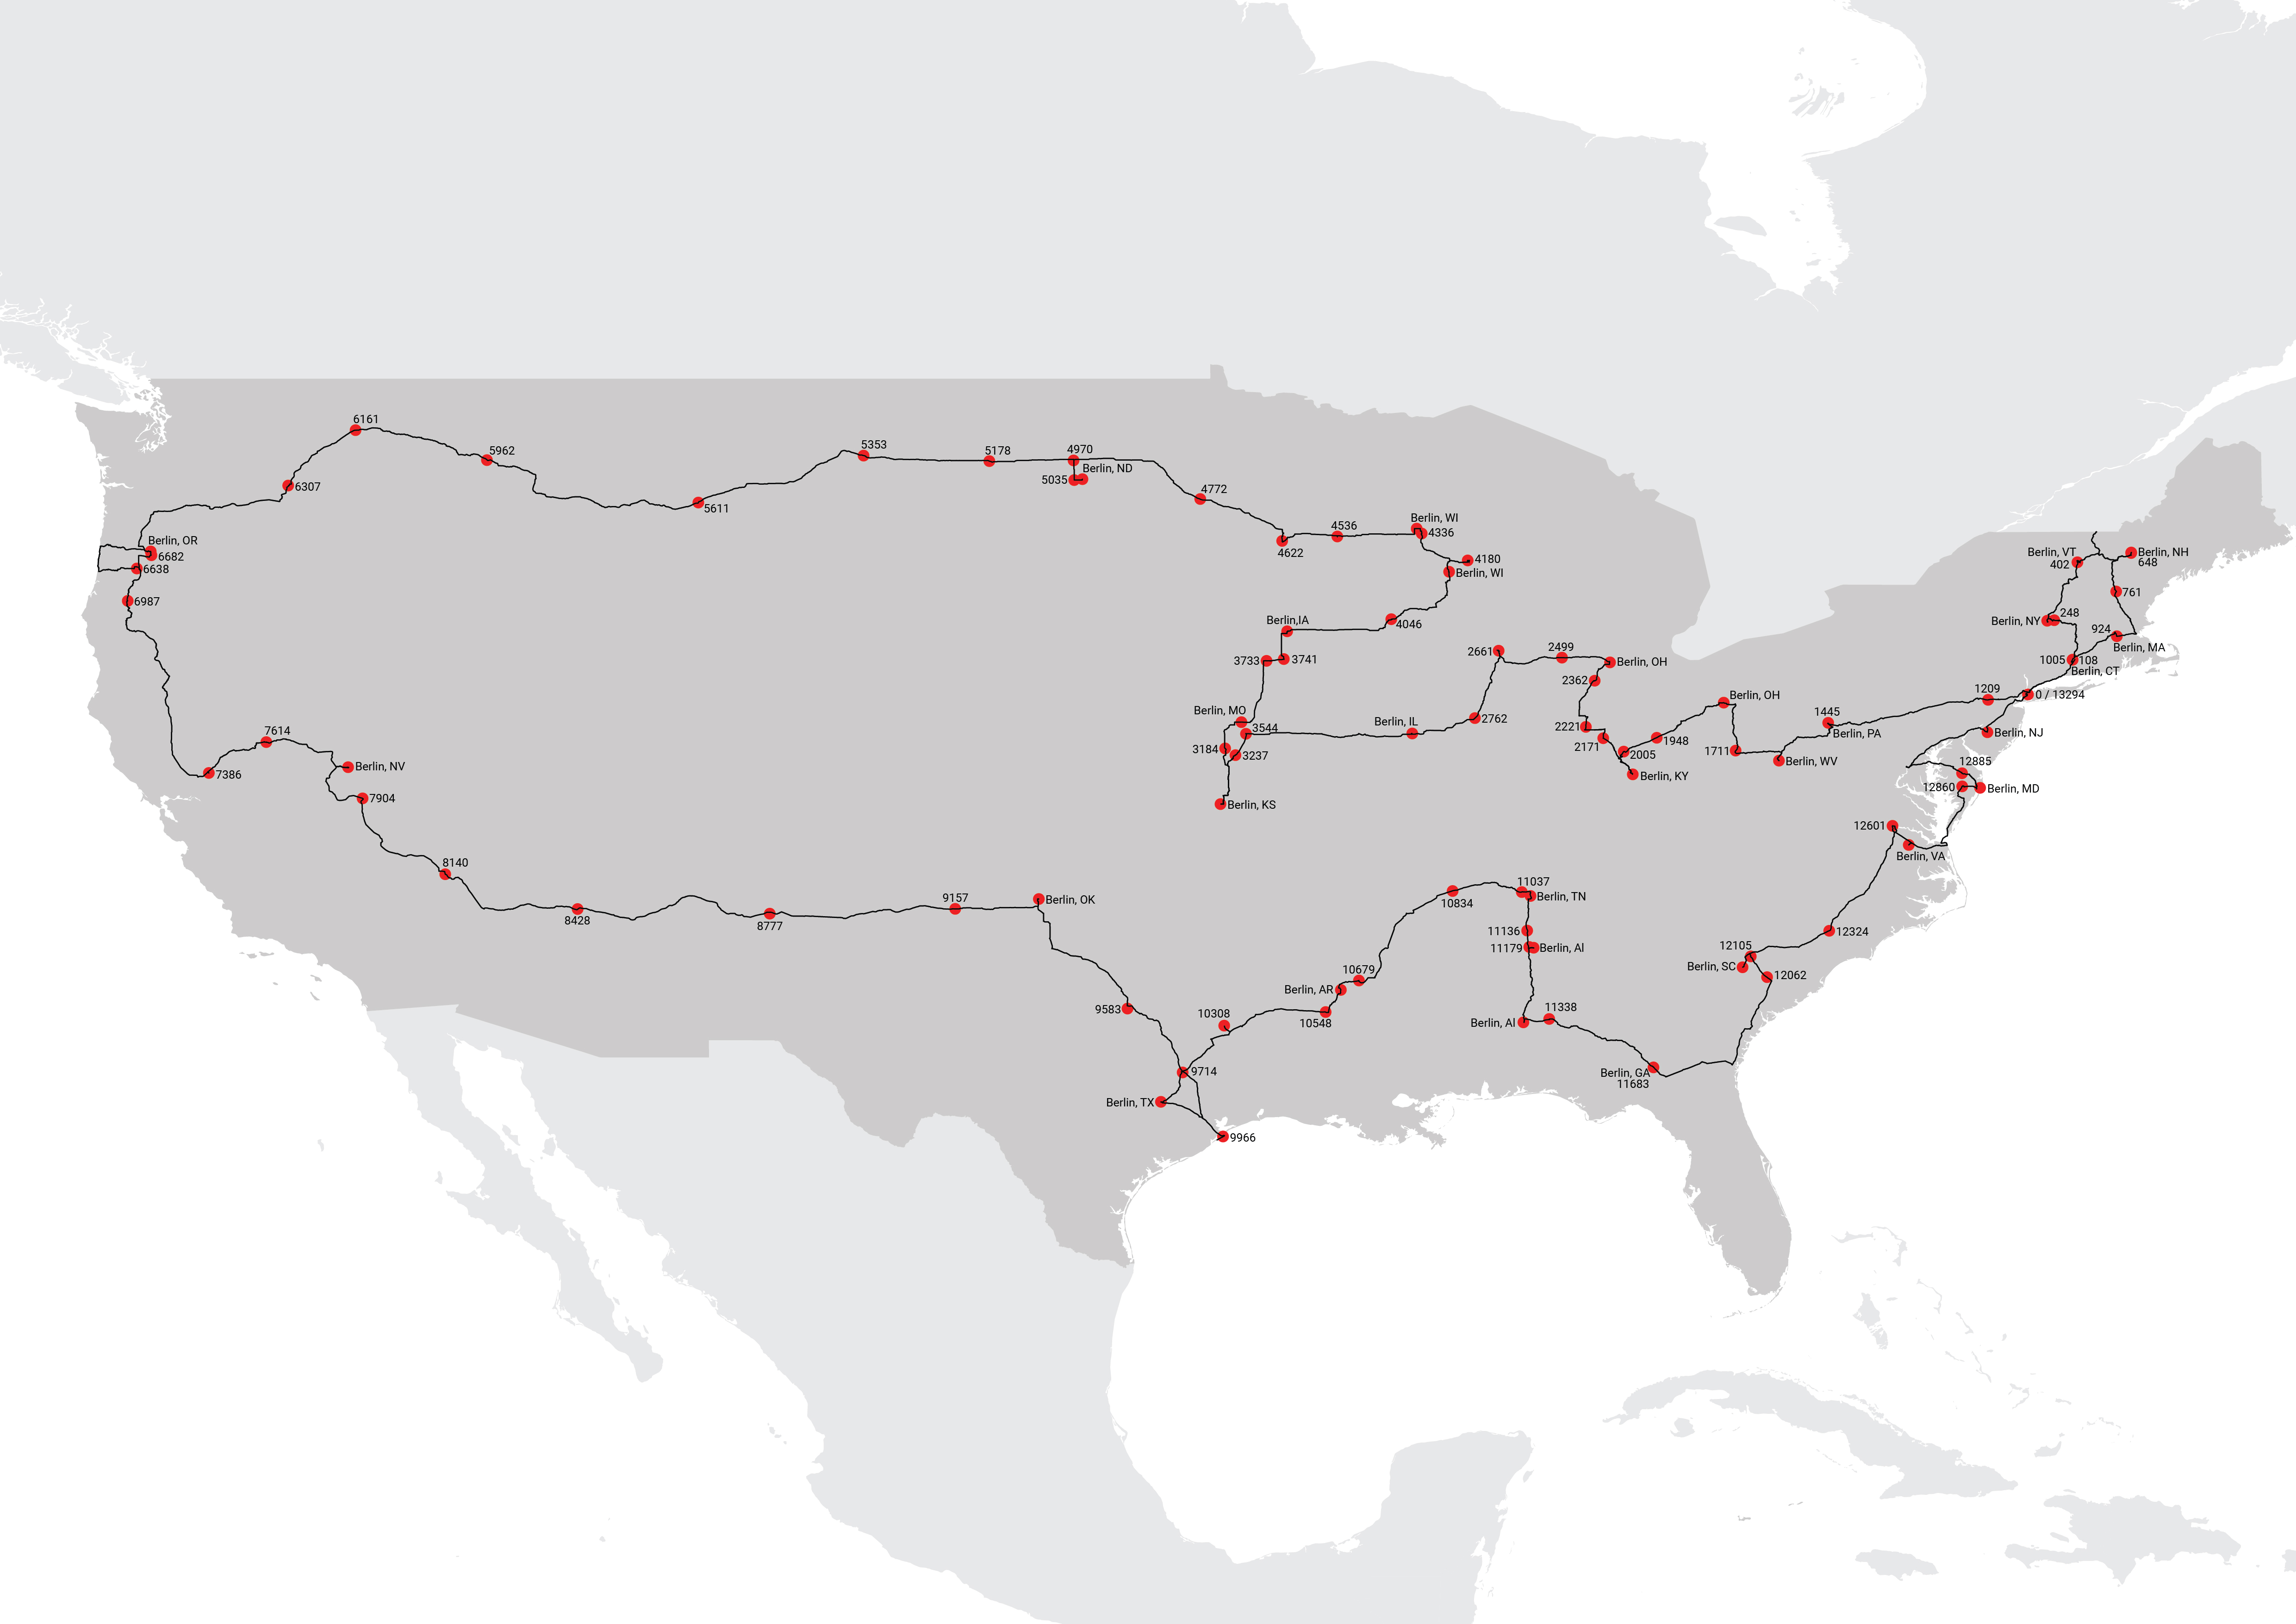 6161
5962
5353
5178
4970
Berlin, ND
5035
6307
5611
4772
Berlin, WI
4536
4336
4622
Berlin, OR
6682
6638
4180
Berlin, WI
Berlin, VT
402
Berlin, NH
648
6987
761
Berlin,IA
4046
248
Berlin, NY
924
Berlin, MA
3733
3741
2661
2499
Berlin, OH
1005
108
Berlin, CT
2362
1209
0 / 13294
Berlin, OH
Berlin, MO
3544
Berlin, IL
2762
1445
Berlin, PA
7614
2221
2171
1948
2005
1711
Berlin, NJ
3184
3237
Berlin, WV
12885
7386
Berlin, NV
Berlin, KY
12860
Berlin, MD
7904
Berlin, KS
12601
Berlin, VA
8140
9157
Berlin, OK
11037
Berlin, TN
10834
8428
8777
11136
12324
11179
Berlin, Al
12105
Berlin, SC
12062
10679
Berlin, AR
9583
10308
10548
11338
Berlin, Al
9714
Berlin, GA
11683
Berlin, TX
9966